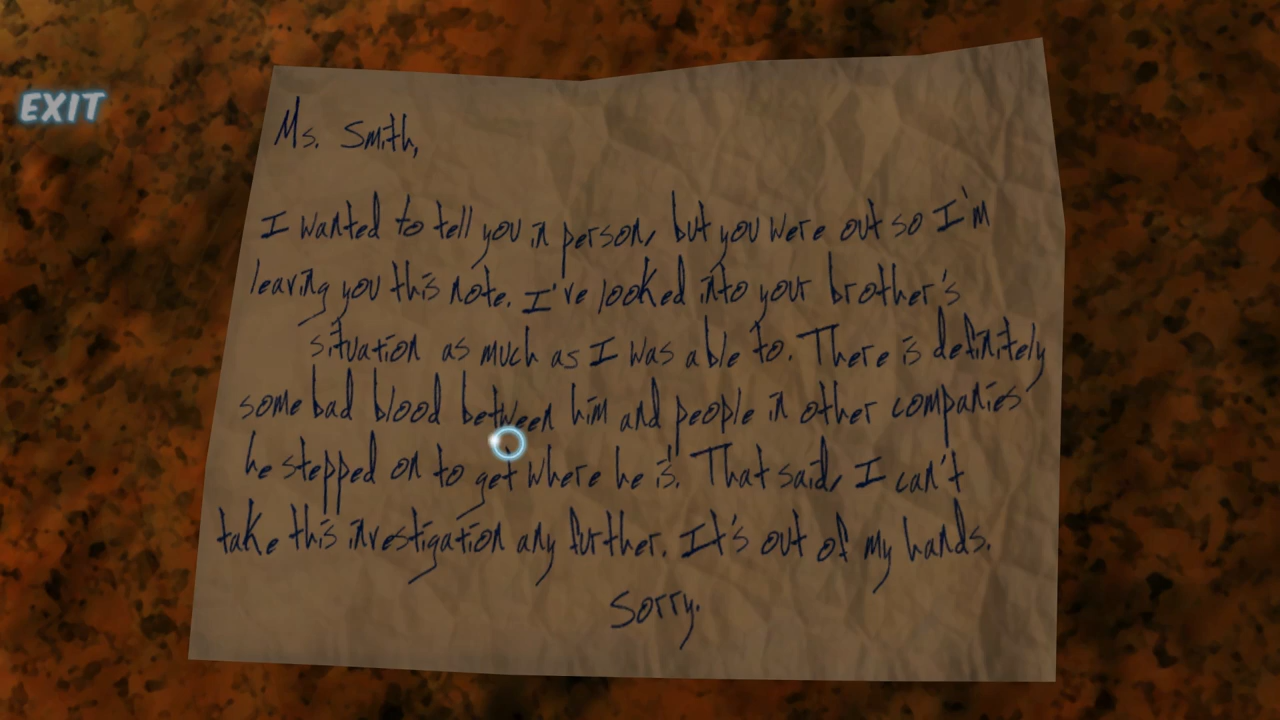 EXIT
Ms. Smith,
I wanted to tell you in person, but you were out so I'm
leaving you this note. I've looked into your brother's
situation as much as I was able to. There is definitely
some bad blood between him and people in other companies
he stepped on to get where he is. That said, I can't
take this investigation any further. It's out of my hands.
Sorry.